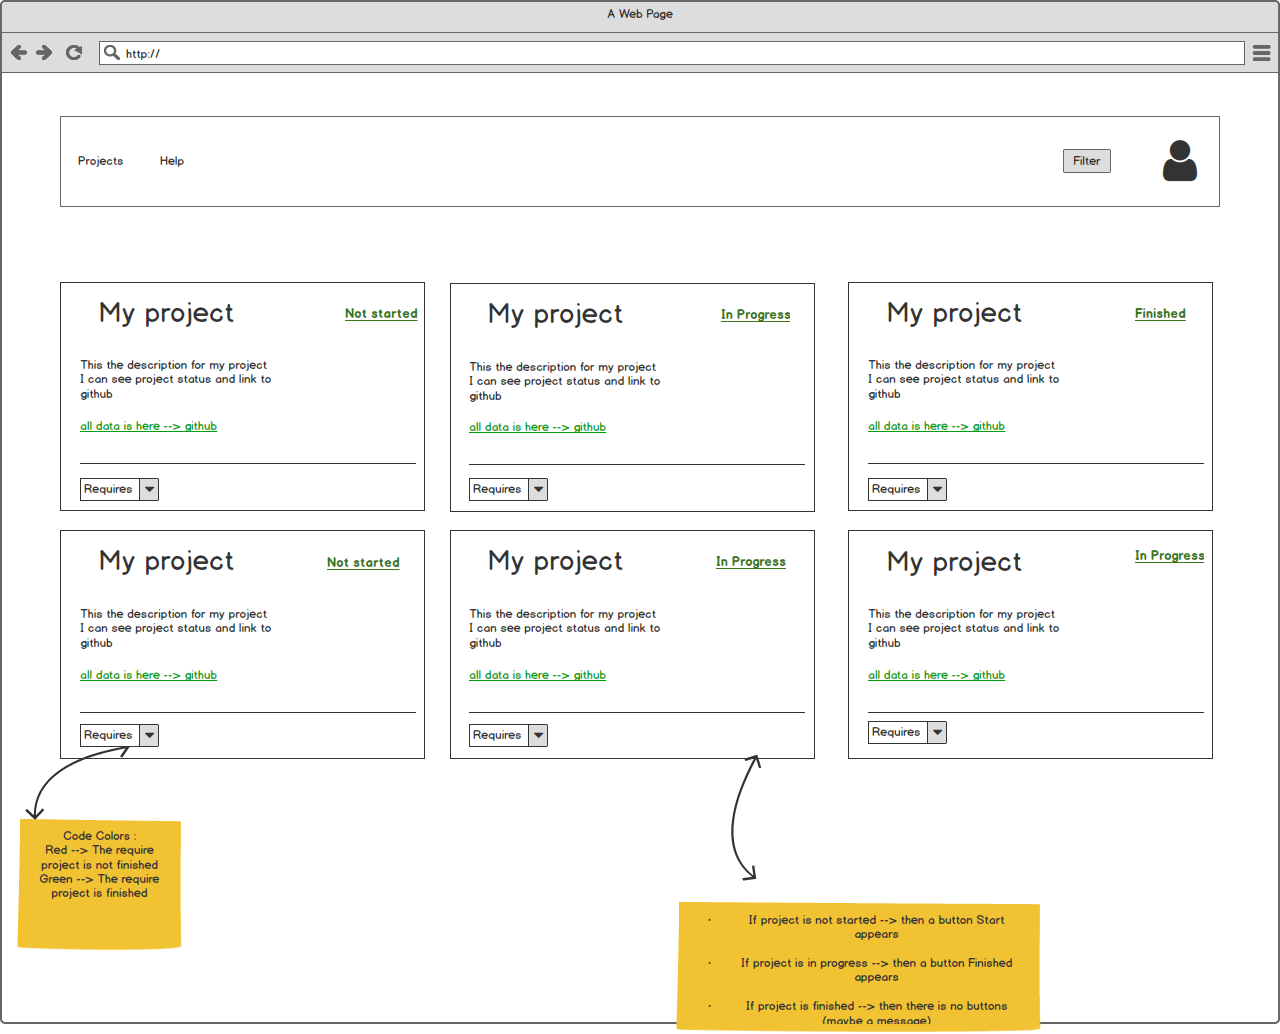 A Web Page
http://
Projects
Help
Filter
My project
Not started
This the description for my project
I can see project status and link to
github
all data is here --> github
Requires
My project
In Progress
This the description for my project
I can see project status and link to
github
all data is here --> github
Requires
My project
Finished
This the description for my project
I can see project status and link to
github
all data is here --> github
Requires
My project
Not started
This the description for my project
I can see project status and link to
github
all data is here --> github
Requires
My project
In Progress
This the description for my project
I can see project status and link to
github
all data is here --> github
Requires
My project
In Progress
This the description for my project
I can see project status and link to
github
all data is here --> github
Requires
Code Colors :
Red --> The require
project is not finished
Green --> The require
project is finished
· If project is not started --> then a button Start
appears
· If project is in progress --> then a button Finished
appears
· If project is finished --> then there is no buttons
(maybe a message)